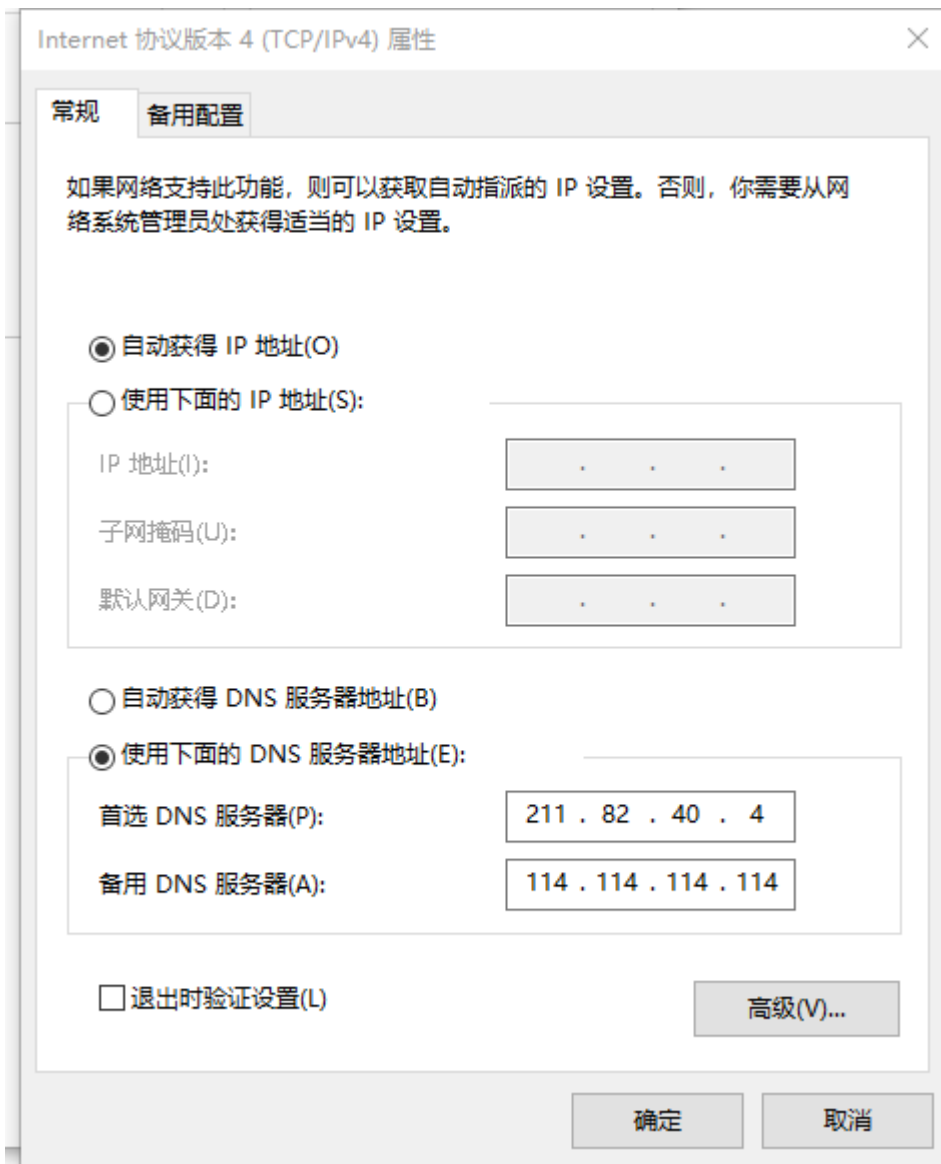 Internet 协议版本 4 (TCP/IPv4) 属性
常规
备用配置
如果网络支持此功能，则可以获取自动指派的 IP 设置。否则，你需要从网
络系统管理员处获得适当的 IP 设置。
自动获得 IP 地址(O)
使用下面的 IP 地址(S):
IP 地址(I):
. . .
子网掩码(U):
. . .
默认网关(D):
. . .
自动获得 DNS 服务器地址(B)
使用下面的 DNS 服务器地址(E):
首选 DNS 服务器(P):
211 . 82 . 40 . 4
备用 DNS 服务器(A):
114 . 114 . 114 . 114
退出时验证设置(L)
高级(V)...
确定
取消